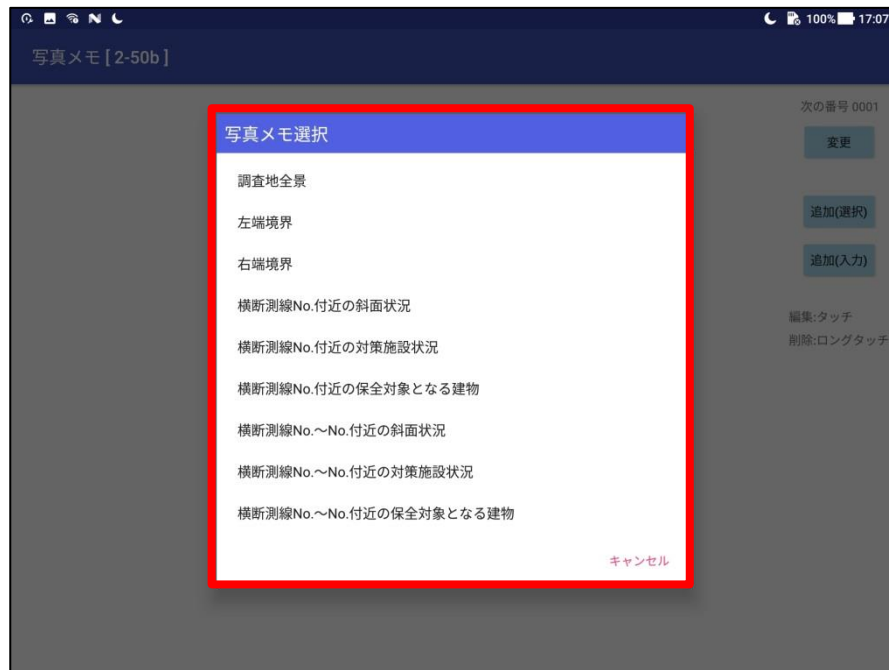 100% 17:07
写真メモ [ 2-50b ]
次の番号 0001
変更
追加(選択)
追加(入力)
編集:タッチ
削除:ロングタッチ
写真メモ選択
調査地全景
左端境界
右端境界
横断測線No.付近の斜面状況
横断測線No.付近の対策施設状況
横断測線No.付近の保全対象となる建物
横断測線No.～No.付近の斜面状況
横断測線No.～No.付近の対策施設状況
横断測線No.～No.付近の保全対象となる建物
キャンセル